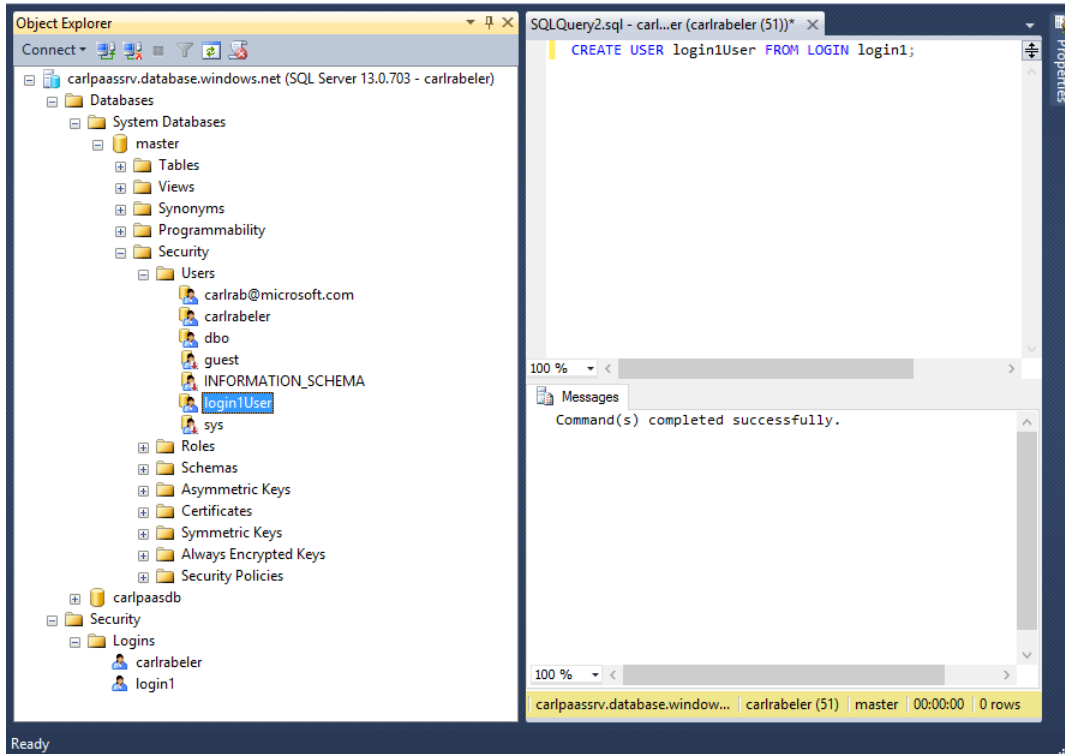 Object Explorer
Connect
carlpaassrv.database.windows.net (SQL Server 13.0.703 - carlrabeler)
Databases
System Databases
master
Tables
Views
Synonyms
Programmability
Security
Users
carlrab@microsoft.com
carlrabeler
dbo
guest
INFORMATION_SCHEMA
login1User
sys
Roles
Schemas
Asymmetric Keys
Certificates
Symmetric Keys
Always Encrypted Keys
Security Policies
carlpaasdb
Security
Logins
carlrabeler
login1
SQLQuery2.sql - carl...er (carlrabeler (51))*
CREATE USER login1User FROM LOGIN login1;
100 %
Messages
Command(s) completed successfully.
100 %
carlpaassrv.database.window... carlrabeler (51) master 00:00:00 0 rows
Properties
Ready